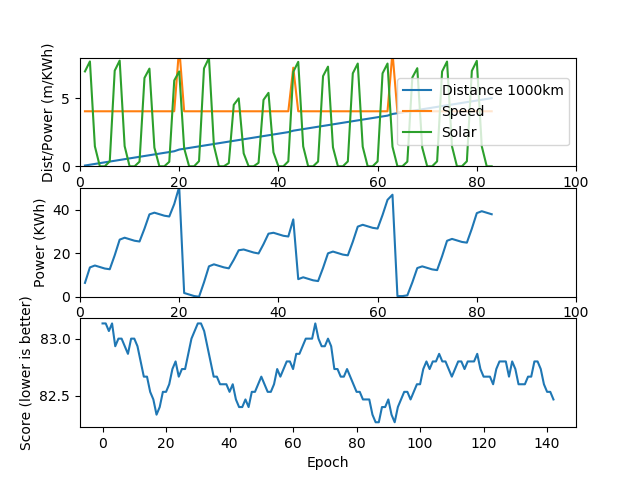 Dist/Power (m/KWh)
5
0
Distance 1000km
Speed
Solar
0 20 40 60 80 100
Power (KWh)
40
20
0
0 20 40 60 80 100
Score (lower is better)
83.0
82.5
0 20 40 60 80 100 120 140
Epoch